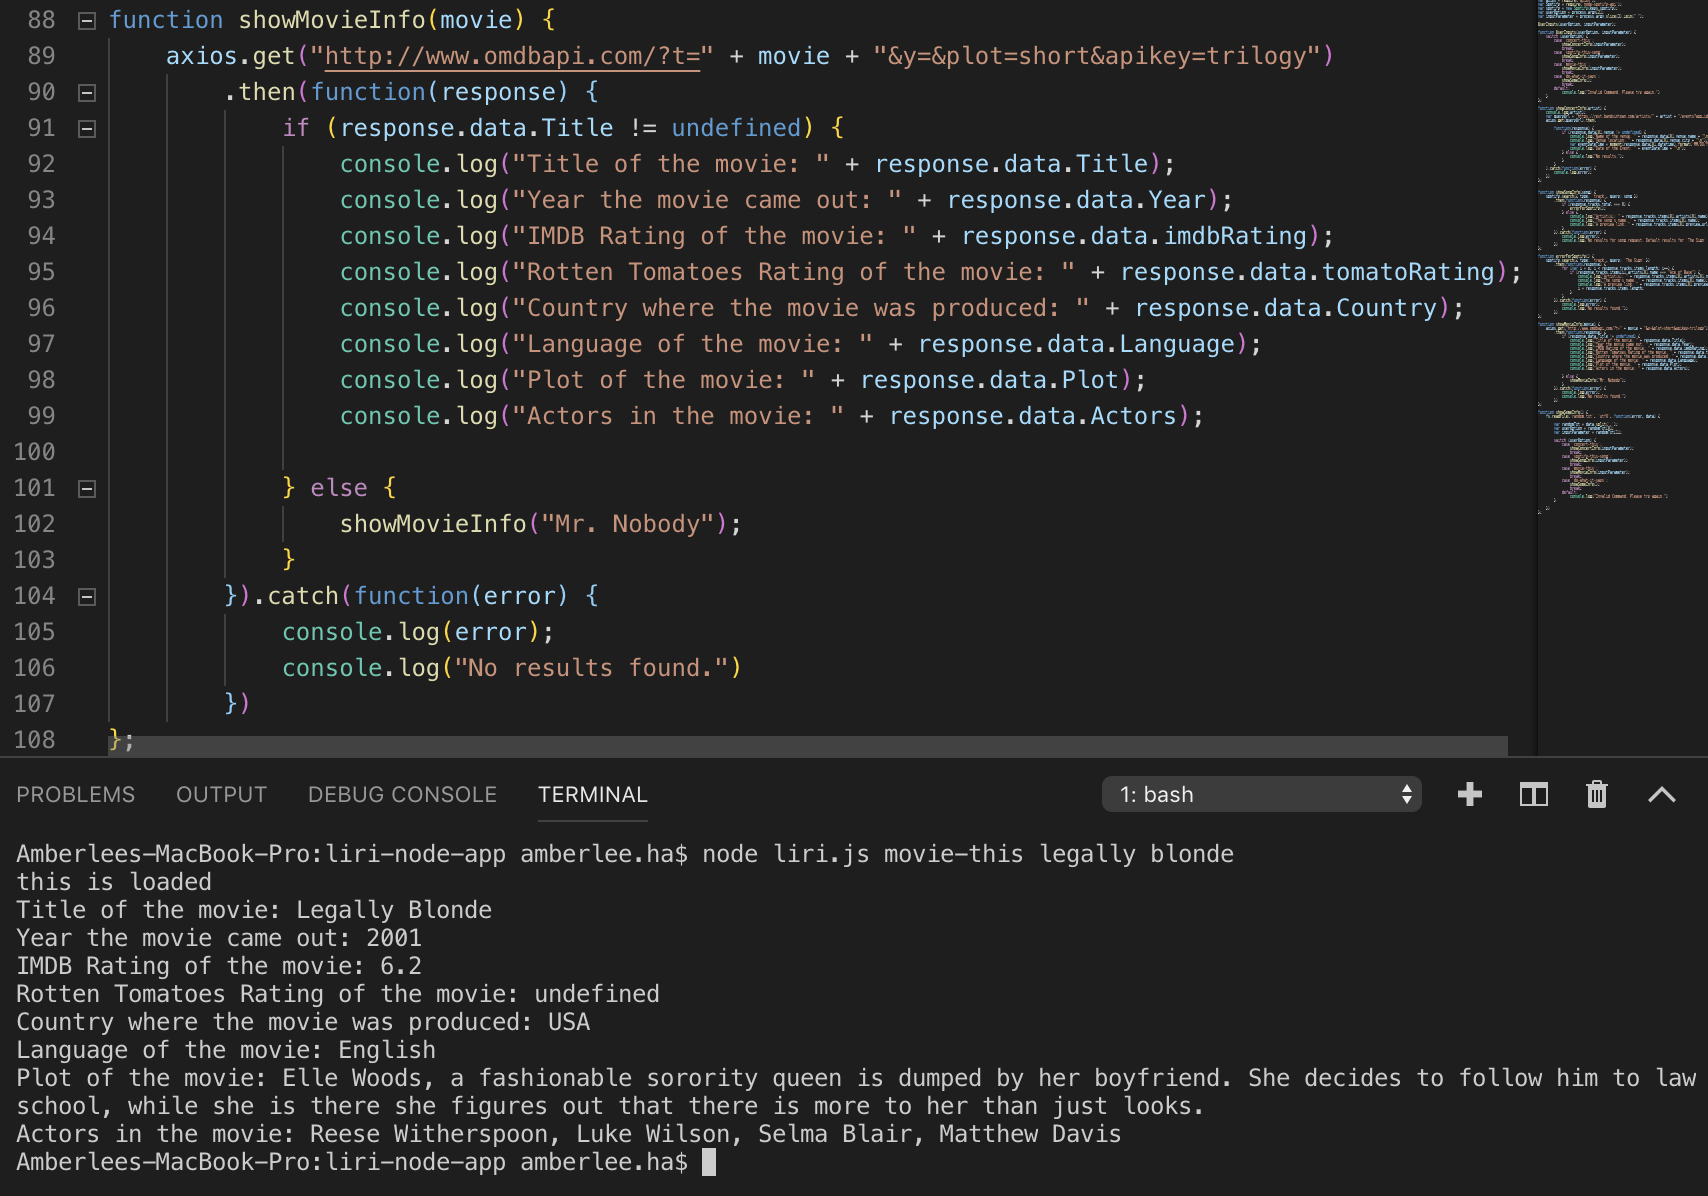 88 function showMovieInfo(movie) {
89 axios.get("http://www.omdbapi.com/?t=" + movie + "&y=&plot=short&apikey=trilogy")
90 .then(function(response) {
91 if (response.data.Title != undefined) {
92 console.log("Title of the movie: " + response.data.Title);
93 console.log("Year the movie came out: " + response.data.Year);
94 console.log("IMDB Rating of the movie: " + response.data.imdbRating);
95 console.log("Rotten Tomatoes Rating of the movie: " + response.data.tomatoRating);
96 console.log("Country where the movie was produced: " + response.data.Country);
97 console.log("Language of the movie: " + response.data.Language);
98 console.log("Plot of the movie: " + response.data.Plot);
99 console.log("Actors in the movie: " + response.data.Actors);
100
101 } else {
102 showMovieInfo("Mr. Nobody");
103 }
104 }).catch(function(error) {
105 console.log(error);
106 console.log("No results found.")
107 })
108 };
PROBLEMS OUTPUT DEBUG CONSOLE TERMINAL 1: bash
Amberlees-MacBook-Pro:liri-node-app amberlee.ha$ node liri.js movie-this legally blonde
this is loaded
Title of the movie: Legally Blonde
Year the movie came out: 2001
IMDB Rating of the movie: 6.2
Rotten Tomatoes Rating of the movie: undefined
Country where the movie was produced: USA
Language of the movie: English
Plot of the movie: Elle Woods, a fashionable sorority queen is dumped by her boyfriend. She decides to follow him to law
school, while she is there she figures out that there is more to her than just looks.
Actors in the movie: Reese Witherspoon, Luke Wilson, Selma Blair, Matthew Davis
Amberlees-MacBook-Pro:liri-node-app amberlee.ha$